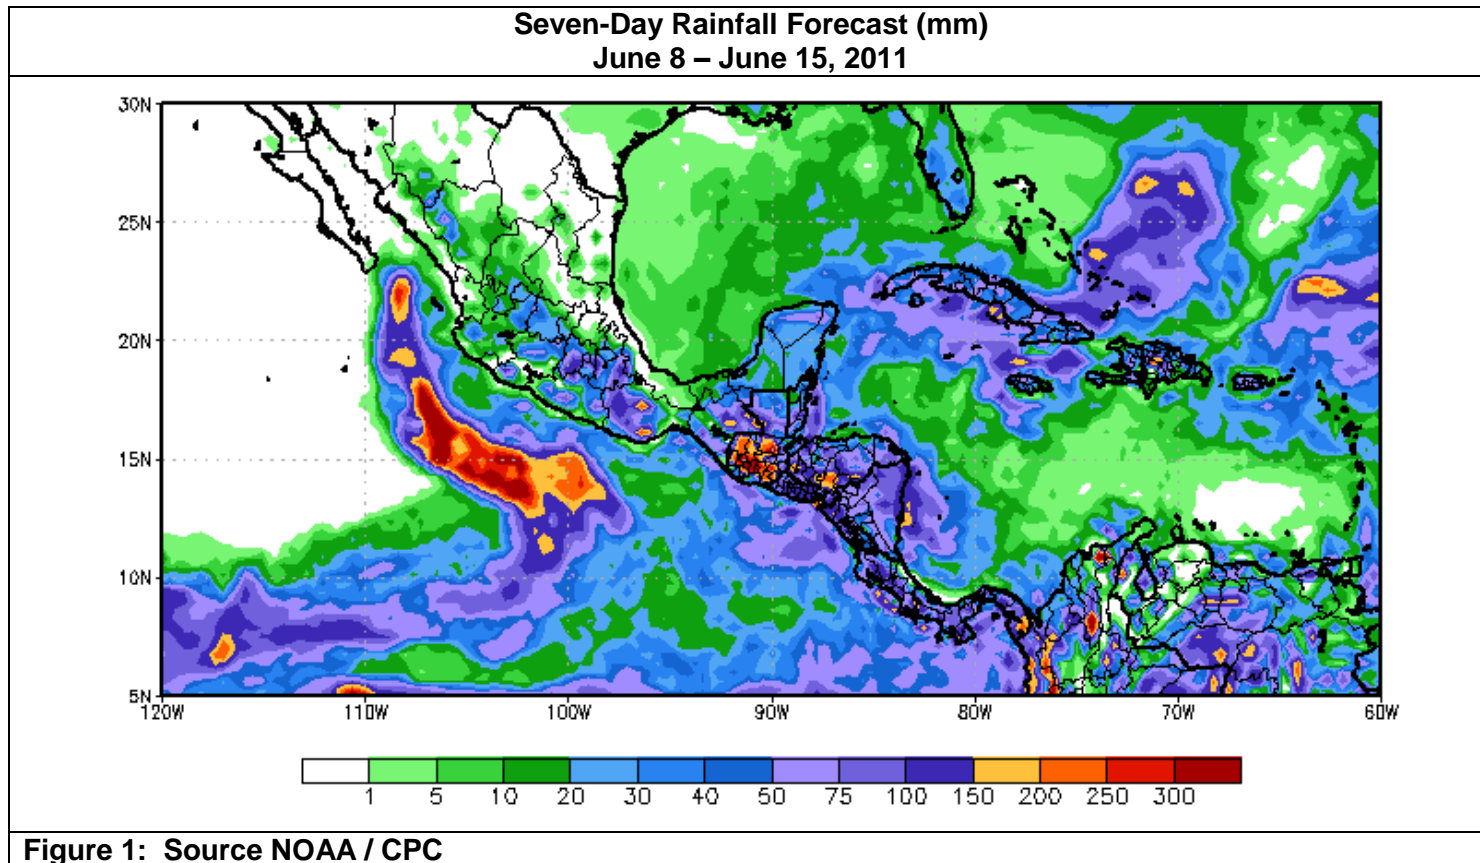 Seven-Day Rainfall Forecast (mm)
June 8 – June 15, 2011
30N
25N
20N
15N
10N
5N
120W 110W 100W 90W 80W 70W 60W
1 5 10 20 30 40 50 75 100 150 200 250 300
Figure 1: Source NOAA / CPC